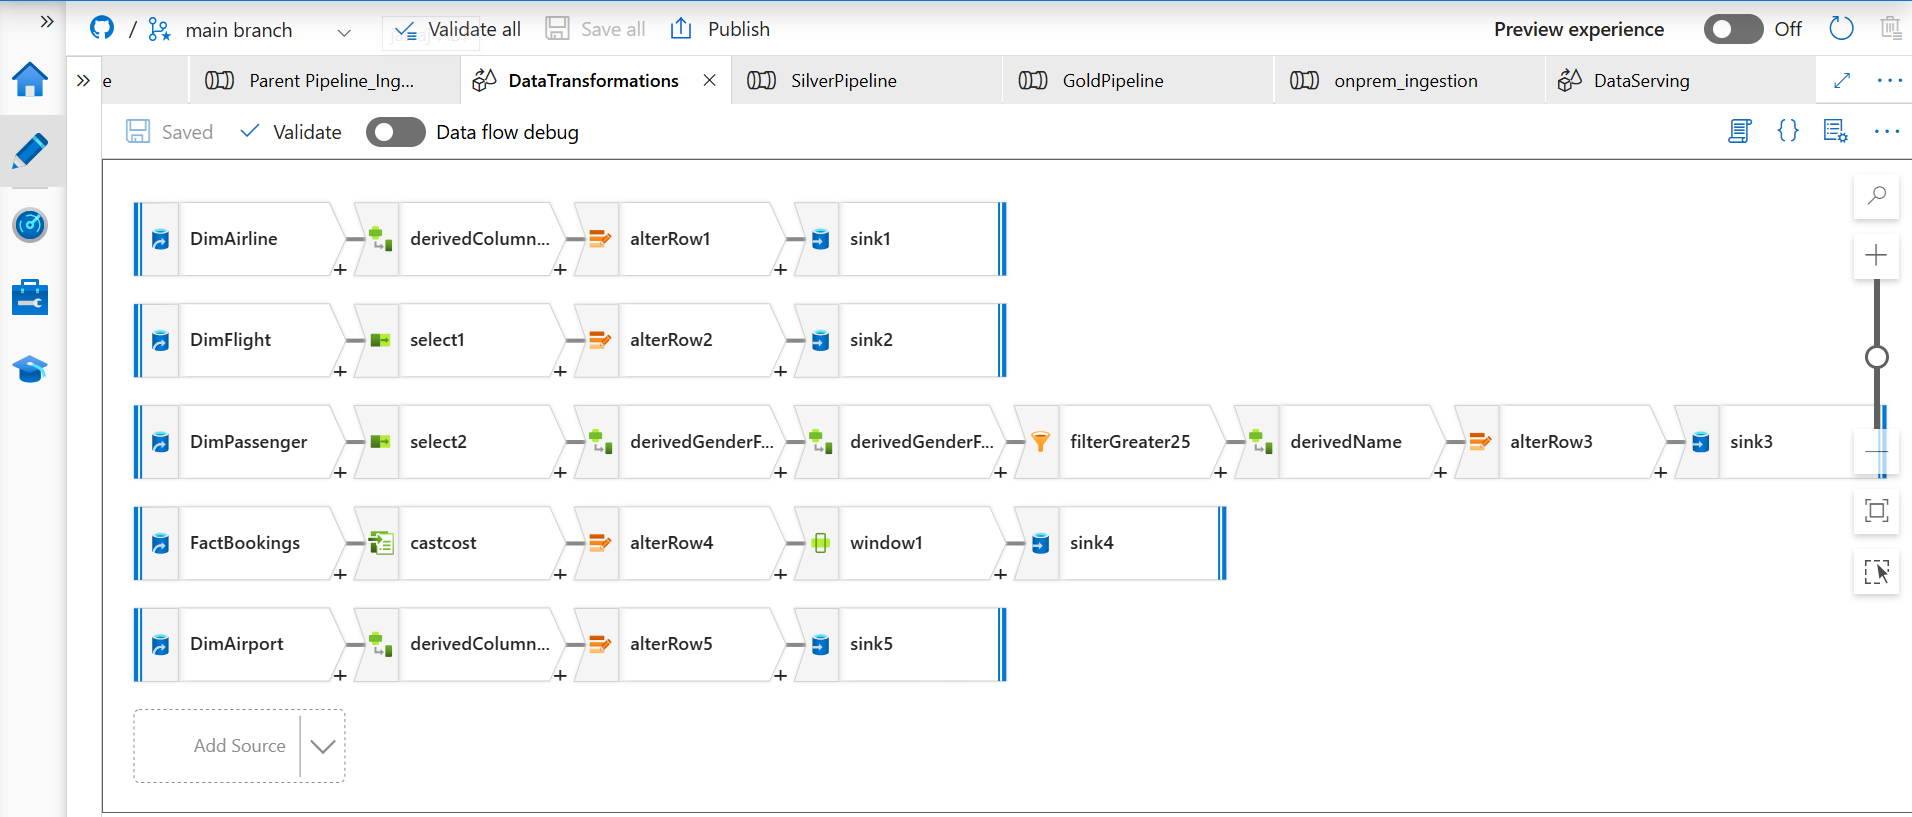 / main branch Validate all Save all Publish Preview experience Off
e Parent Pipeline_Ing... DataTransformations SilverPipeline GoldPipeline onprem_ingestion DataServing
Saved Validate Data flow debug
DimAirline derivedColumn... alterRow1 sink1
DimFlight select1 alterRow2 sink2
DimPassenger select2 derivedGenderF... derivedGenderF... filterGreater25 derivedName alterRow3 sink3
FactBookings castcost alterRow4 window1 sink4
DimAirport derivedColumn... alterRow5 sink5
Add Source